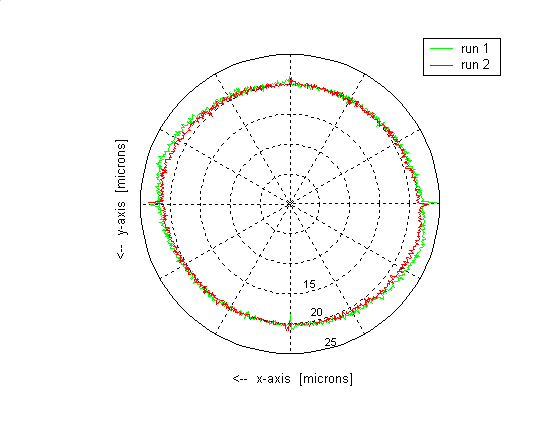 run 1
run 2
<-- y-axis [microns]
15
20
25
<-- x-axis [microns]